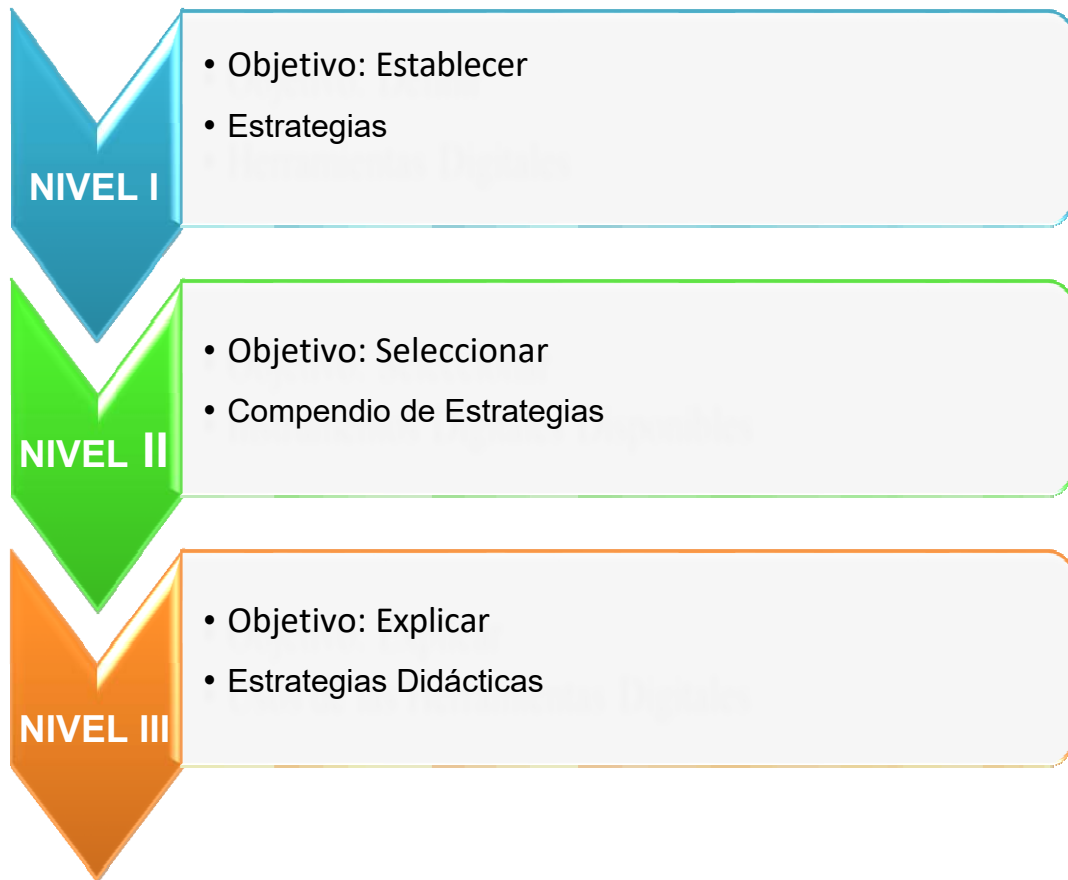 NIVEL I
• Objetivo: Establecer
• Estrategias
NIVEL II
• Objetivo: Seleccionar
• Compendio de Estrategias
NIVEL III
• Objetivo: Explicar
• Estrategias Didácticas